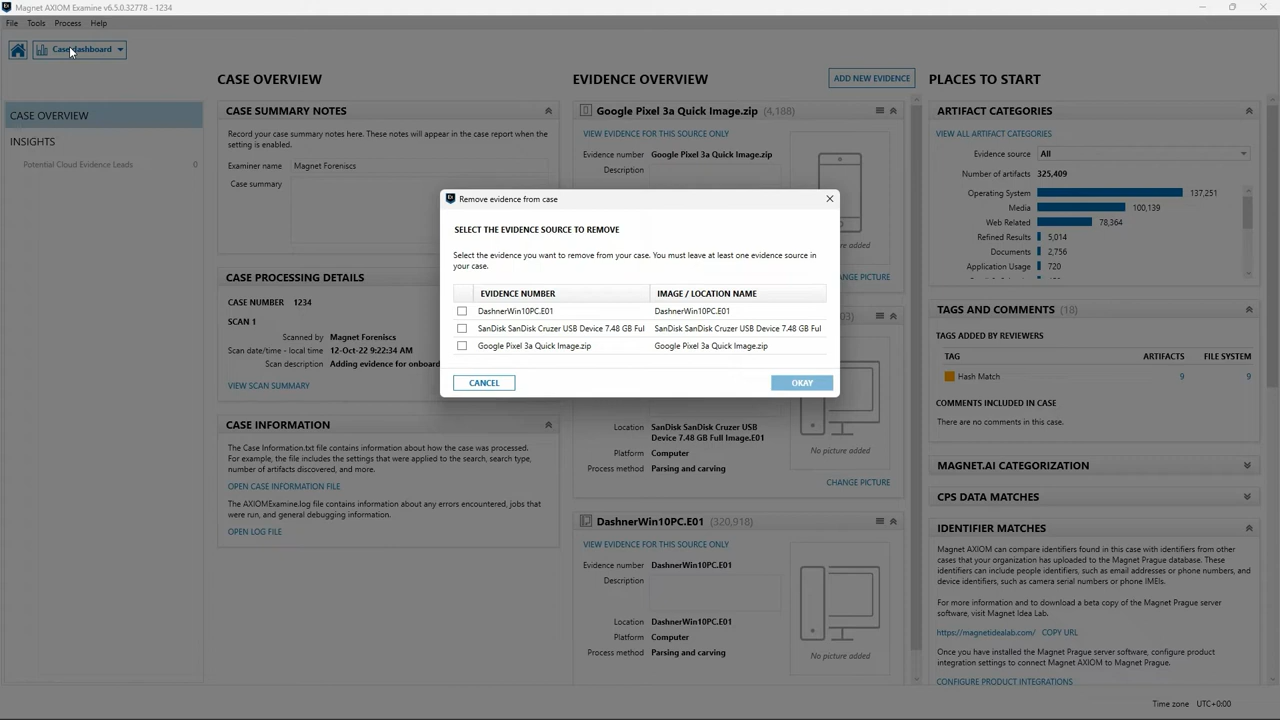 Magnet AXIOM Examine v6.5.0.32778 - 1234
File Tools Process Help
Case dashboard
CASE OVERVIEW
INSIGHTS
Potential Cloud Evidence Leads 0
CASE OVERVIEW
CASE SUMMARY NOTES
Record your case summary notes here. These notes will appear in the case report when the
setting is enabled.
Examiner name Magnet Foreniscs
Case summary
CASE PROCESSING DETAILS
CASE NUMBER 1234
SCAN 1
Scanned by Magnet Foreniscs
Scan date/time - local time 12-Oct-22 9:22:34 AM
Scan description Adding evidence for onboard
VIEW SCAN SUMMARY
CASE INFORMATION
The Case Information.txt file contains information about how the case was processed.
For example, the file includes the settings that were applied to the search, search type,
number of artifacts discovered, and more.
OPEN CASE INFORMATION FILE
The AXIOMExamine.log file contains information about any errors encountered, jobs that
were run, and general debugging information.
OPEN LOG FILE
EVIDENCE OVERVIEW
ADD NEW EVIDENCE
Google Pixel 3a Quick Image.zip (4,188)
VIEW EVIDENCE FOR THIS SOURCE ONLY
Evidence number Google Pixel 3a Quick Image.zip
Description
Remove evidence from case
SELECT THE EVIDENCE SOURCE TO REMOVE
Select the evidence you want to remove from your case. You must leave at least one evidence source in
your case.
EVIDENCE NUMBER IMAGE / LOCATION NAME
DashnerWin10PC.E01 DashnerWin10PC.E01
SanDisk SanDisk Cruzer USB Device 7.48 GB Ful SanDisk SanDisk Cruzer USB Device 7.48 GB Ful
Google Pixel 3a Quick Image.zip Google Pixel 3a Quick Image.zip
CANCEL OKAY
Location SanDisk SanDisk Cruzer USB
Device 7.48 GB Full Image.E01
Platform Computer
Process method Parsing and carving
No picture added
CHANGE PICTURE
DashnerWin10PC.E01 (320,918)
VIEW EVIDENCE FOR THIS SOURCE ONLY
Evidence number DashnerWin10PC.E01
Description
Location DashnerWin10PC.E01
Platform Computer
Process method Parsing and carving
No picture added
PLACES TO START
ARTIFACT CATEGORIES
VIEW ALL ARTIFACT CATEGORIES
Evidence source All
Number of artifacts 325,409
Operating System 137,251
Media 100,139
Web Related 78,364
Refined Results 5,014
Documents 2,756
Application Usage 720
TAGS AND COMMENTS (18)
TAGS ADDED BY REVIEWERS
TAG ARTIFACTS FILE SYSTEM
Hash Match 9 9
COMMENTS INCLUDED IN CASE
There are no comments in this case.
MAGNET.AI CATEGORIZATION
CPS DATA MATCHES
IDENTIFIER MATCHES
Magnet AXIOM can compare identifiers found in this case with identifiers from other
cases that your organization has uploaded to the Magnet Prague database. These
identifiers can include people identifiers, such as email addresses or phone numbers, and
device identifiers, such as camera serial numbers or phone IMEIs.
For more information and to download a beta copy of the Magnet Prague server
software, visit Magnet Idea Lab.
https://magnetidealab.com/ COPY URL
Once you have installed the Magnet Prague server software, configure product
integration settings to connect Magnet AXIOM to Magnet Prague.
CONFIGURE PRODUCT INTEGRATIONS
Time zone UTC+0:00